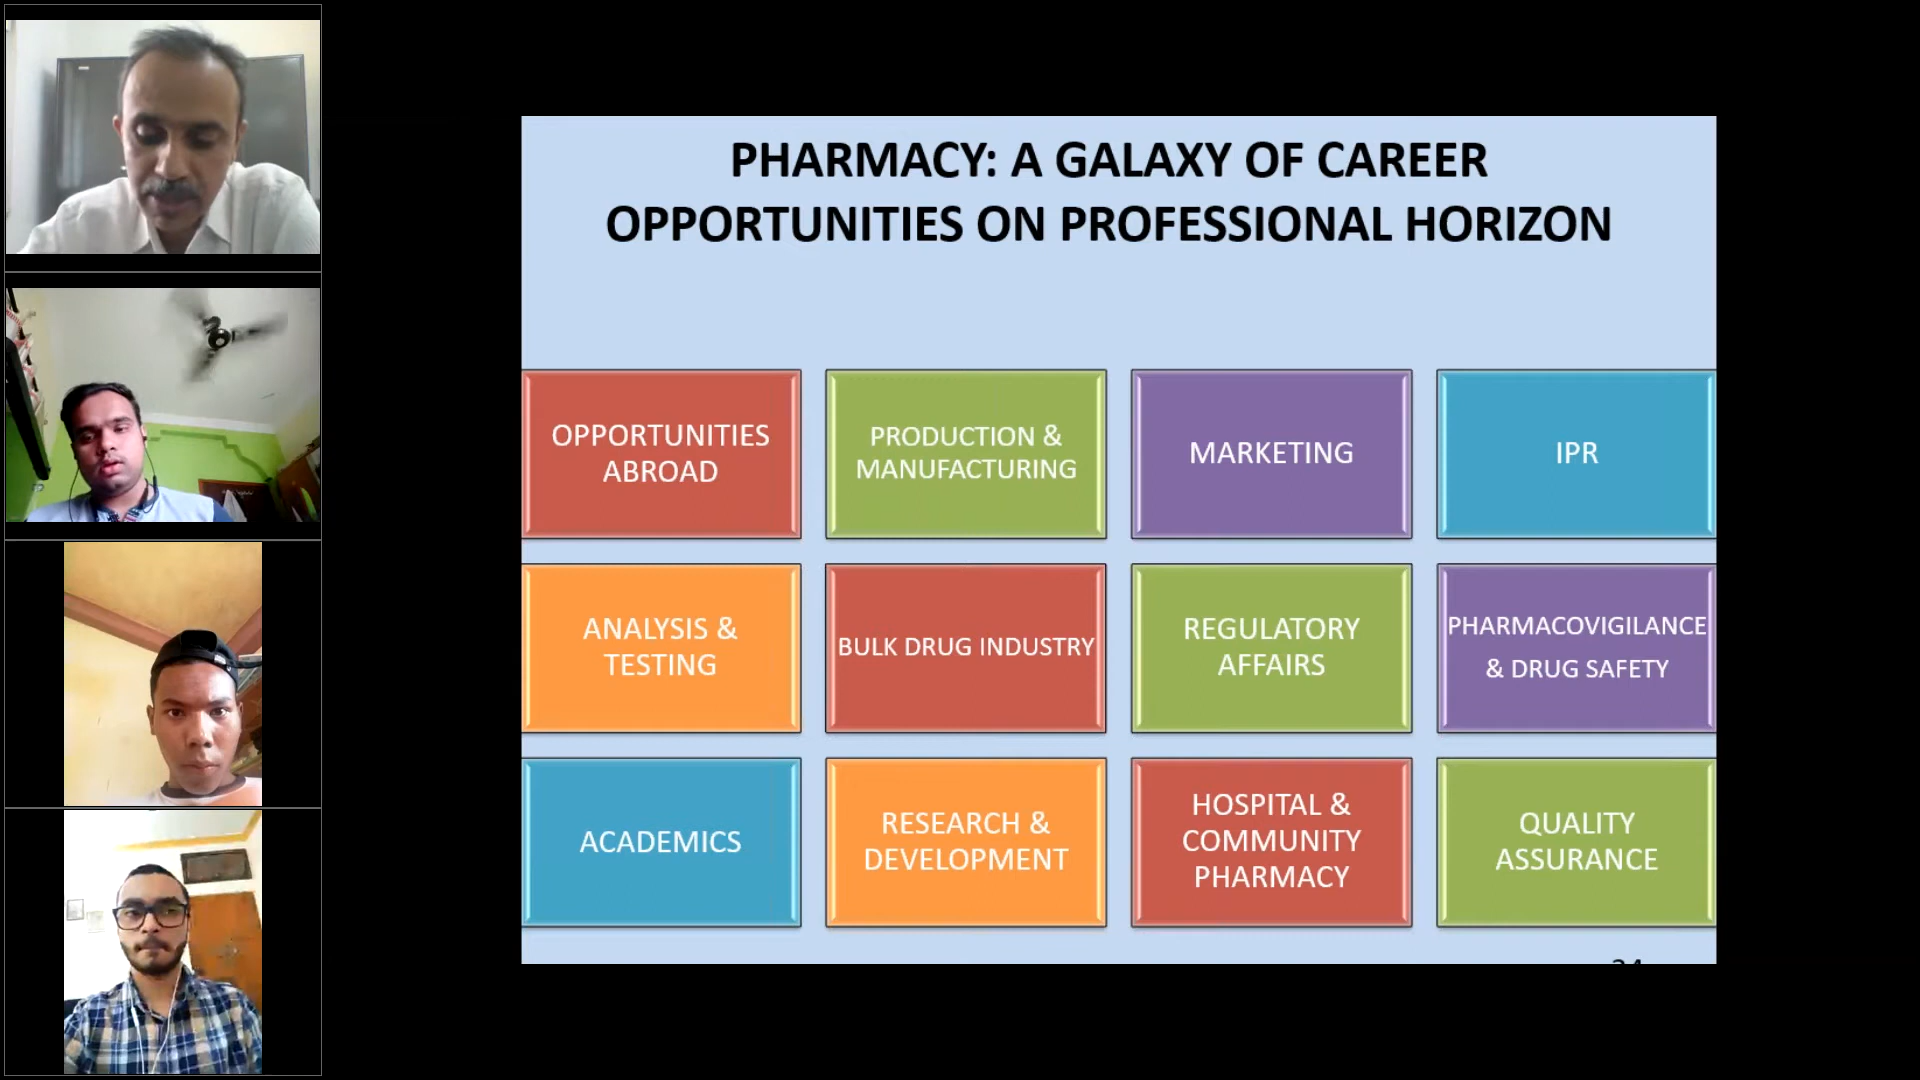 PHARMACY: A GALAXY OF CAREER
OPPORTUNITIES ON PROFESSIONAL HORIZON
OPPORTUNITIES
ABROAD
PRODUCTION &
MANUFACTURING
MARKETING
IPR
ANALYSIS &
TESTING
BULK DRUG INDUSTRY
REGULATORY
AFFAIRS
PHARMACOVIGILANCE
& DRUG SAFETY
ACADEMICS
RESEARCH &
DEVELOPMENT
HOSPITAL &
COMMUNITY
PHARMACY
QUALITY
ASSURANCE